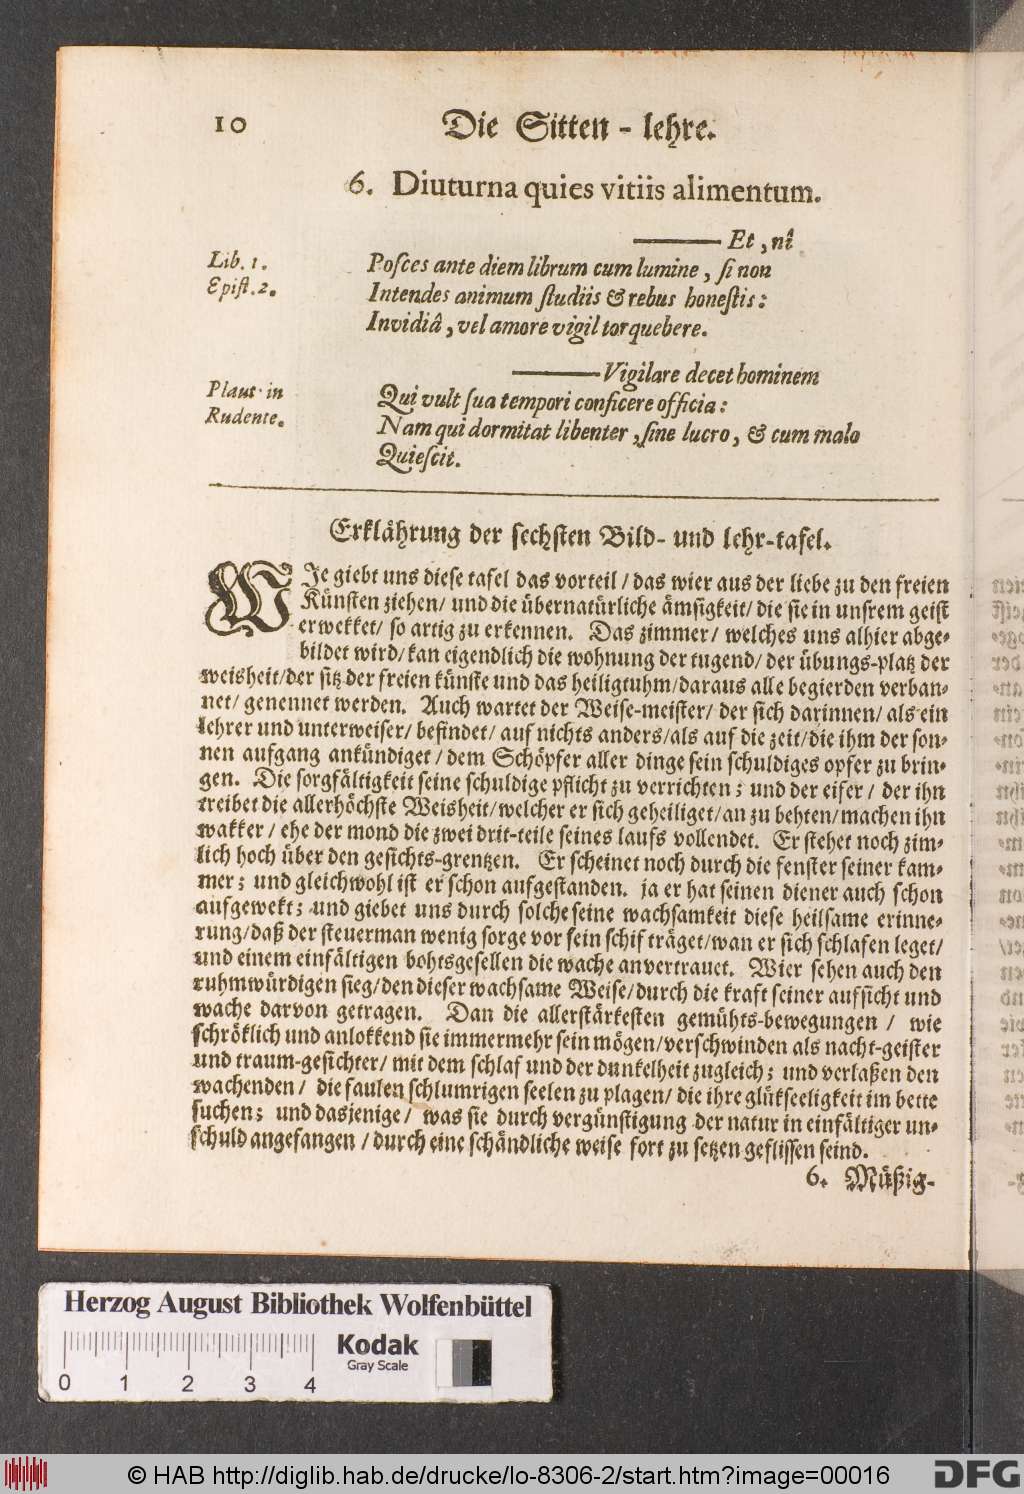 10
Die Sitten - lehre.
6. Diuturna quies vitiis alimentum.
——— Et, nî
Lib. 1.
Epist. 2.
Posces ante diem librum cum lumine, si non
Intendes animum studiis & rebus honestis:
Invidiâ, vel amore vigil torquebere.
Plaut. in
Rudente.
——— Vigilare decet hominem
Qui vult sua tempori conficere officia:
Nam qui dormitat libenter, sine lucro, & cum malo
Quiescit.
Erklährung der sechsten Bild- und lehr-tafel.
WJe giebt uns diese tafel das vorteil / das wier aus der liebe zu den freien
Künsten ziehen/ und die übernatürliche ämsigkeit/ die sie in unsrem geist
erwekket/ so artig zu erkennen. Das zimmer/ welches uns alhier abge-
bildet wird/ kan eigendlich die wohnung der tugend/ der übungs-platz der
weisheit/der sitz der freien künste und das heiligtuhm/daraus alle begierden verban-
net/ genennet werden. Auch wartet der Weise-meister/ der sich darinnen/ als ein
lehrer und unterweiser/ befindet/ auf nichts anders/als auf die zeit/die ihm der son-
nen aufgang ankündiget / dem Schöpfer aller dinge sein schuldiges opfer zu brin-
gen. Die sorgfältigkeit seine schuldige pflicht zu verrichten; und der eifer / der ihn
treibet die allerhöchste Weisheit/welcher er sich geheiliget/an zu behten/machen ihn
wakker / ehe der mond die zwei drit-teile seines laufs vollendet. Er stehet noch zim-
lich hoch über den gesichts-grentzen. Er scheinet noch durch die fenster seiner kam-
mer; und gleichwohl ist er schon aufgestanden. ja er hat seinen diener auch schon
aufgewekt; und giebet uns durch solche seine wachsamkeit diese heilsame erinne-
rung/daß der steuerman wenig sorge vor sein schif träget/wan er sich schlafen leget/
und einem einfältigen bohtsgesellen die wache anvertrauet. Wier sehen auch den
ruhmwürdigen sieg/den dieser wachsame Weise/durch die kraft seiner aufsicht und
wache darvon getragen. Dan die allerstärkesten gemühts-bewegungen / wie
schröklich und anlokkend sie immermehr sein mögen/verschwinden als nacht-geister
und traum-gesichter/ mit dem schlaf und der dunkelheit zugleich; und verlaßen den
wachenden / die faulen schlumrigen seelen zu plagen/ die ihre glükseeligkeit im bette
suchen; und dasjenige / was sie durch vergünstigung der natur in einfältiger un-
schuld angefangen / durch eine schändliche weise fort zu setzen geflissen seind.
6. Müßig-
Herzog August Bibliothek Wolfenbüttel
Kodak
Gray Scale
0 1 2 3 4
© HAB http://diglib.hab.de/drucke/lo-8306-2/start.htm?image=00016
DFG